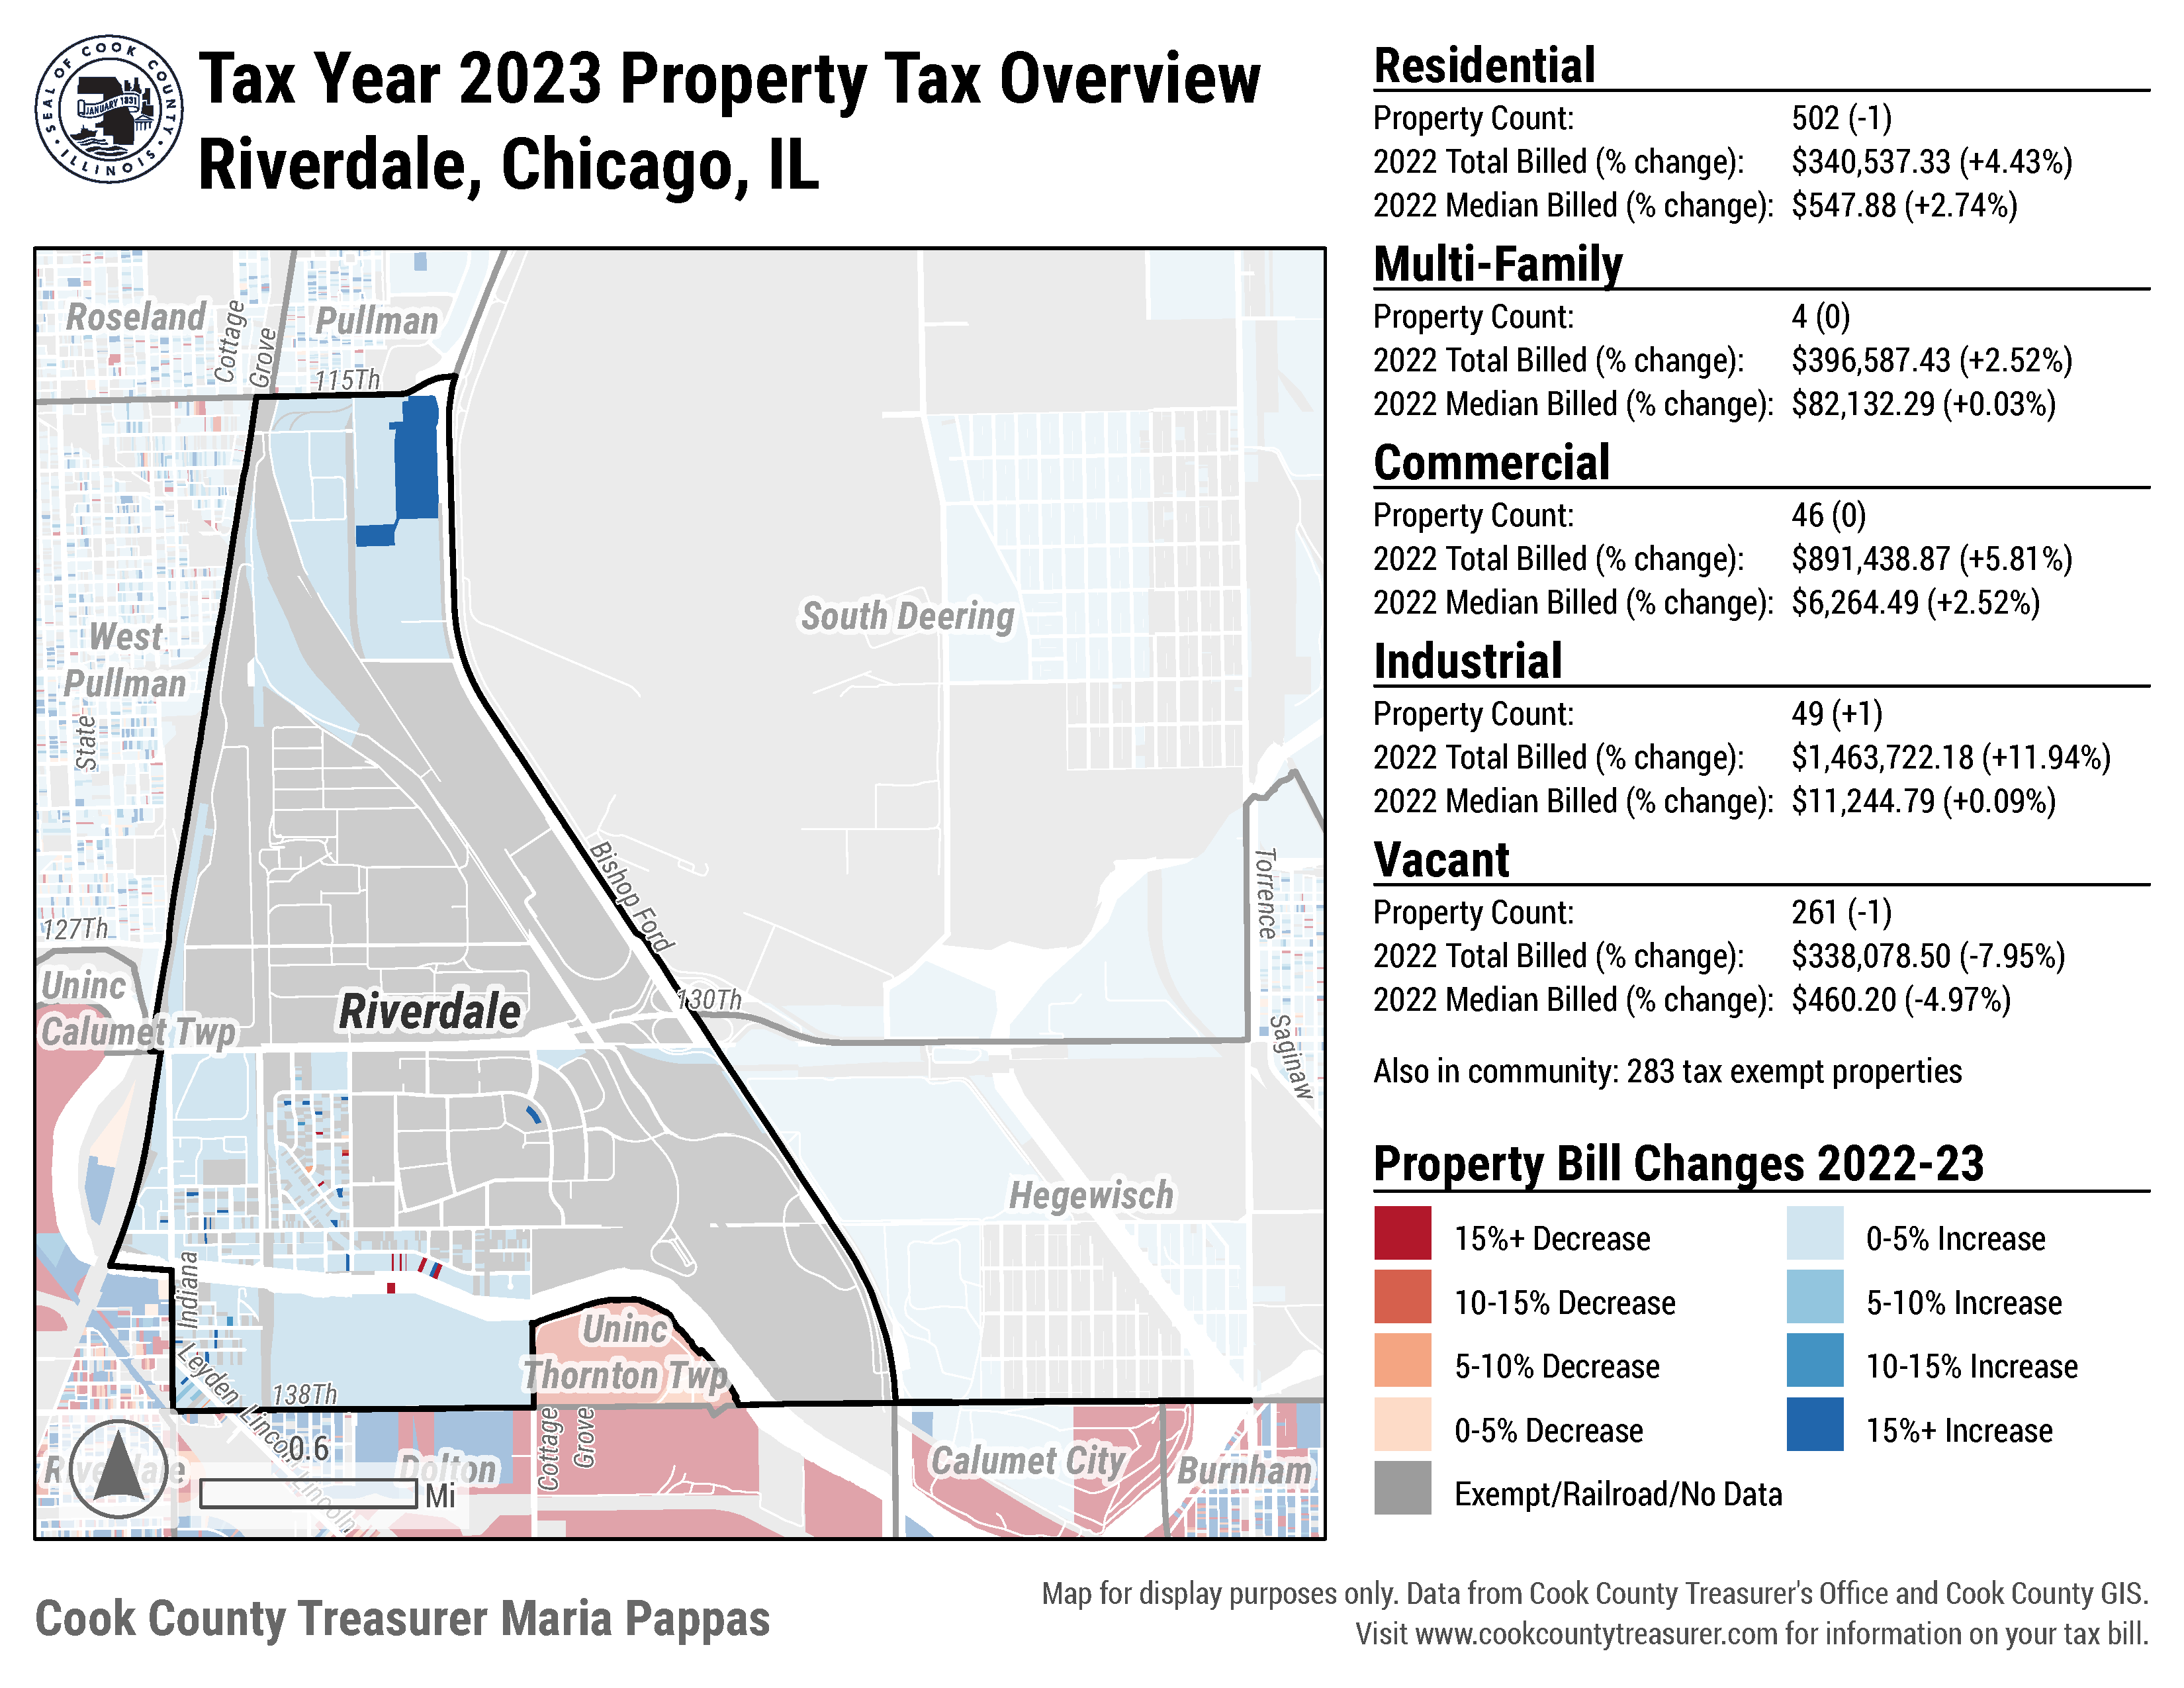 SEAL OF COOK COUNTY
ILLINOIS
JANUARY 1831
Tax Year 2023 Property Tax Overview
Riverdale, Chicago, IL
Residential
Property Count: 502 (-1)
2022 Total Billed (% change): $340,537.33 (+4.43%)
2022 Median Billed (% change): $547.88 (+2.74%)
Multi-Family
Property Count: 4 (0)
2022 Total Billed (% change): $396,587.43 (+2.52%)
2022 Median Billed (% change): $82,132.29 (+0.03%)
Commercial
Property Count: 46 (0)
2022 Total Billed (% change): $891,438.87 (+5.81%)
2022 Median Billed (% change): $6,264.49 (+2.52%)
Industrial
Property Count: 49 (+1)
2022 Total Billed (% change): $1,463,722.18 (+11.94%)
2022 Median Billed (% change): $11,244.79 (+0.09%)
Vacant
Property Count: 261 (-1)
2022 Total Billed (% change): $338,078.50 (-7.95%)
2022 Median Billed (% change): $460.20 (-4.97%)
Also in community: 283 tax exempt properties
Property Bill Changes 2022-23
15%+ Decrease
10-15% Decrease
5-10% Decrease
0-5% Decrease
Exempt/Railroad/No Data
0-5% Increase
5-10% Increase
10-15% Increase
15%+ Increase
Roseland
Cottage
Grove
Pullman
115Th
South Deering
West
Pullman
State
Bishop Ford
Torrence
127Th
Uninc
Calumet Twp
Riverdale
130Th
Saginaw
Hegewisch
Indiana
Uninc
Thornton Twp
Leyden
138Th
Lincoln
Cottage
Grove
Riverdale
0.6
Mi
Lincoln
Dolton
Calumet City
Burnham
Cook County Treasurer Maria Pappas
Map for display purposes only. Data from Cook County Treasurer's Office and Cook County GIS.
Visit www.cookcountytreasurer.com for information on your tax bill.